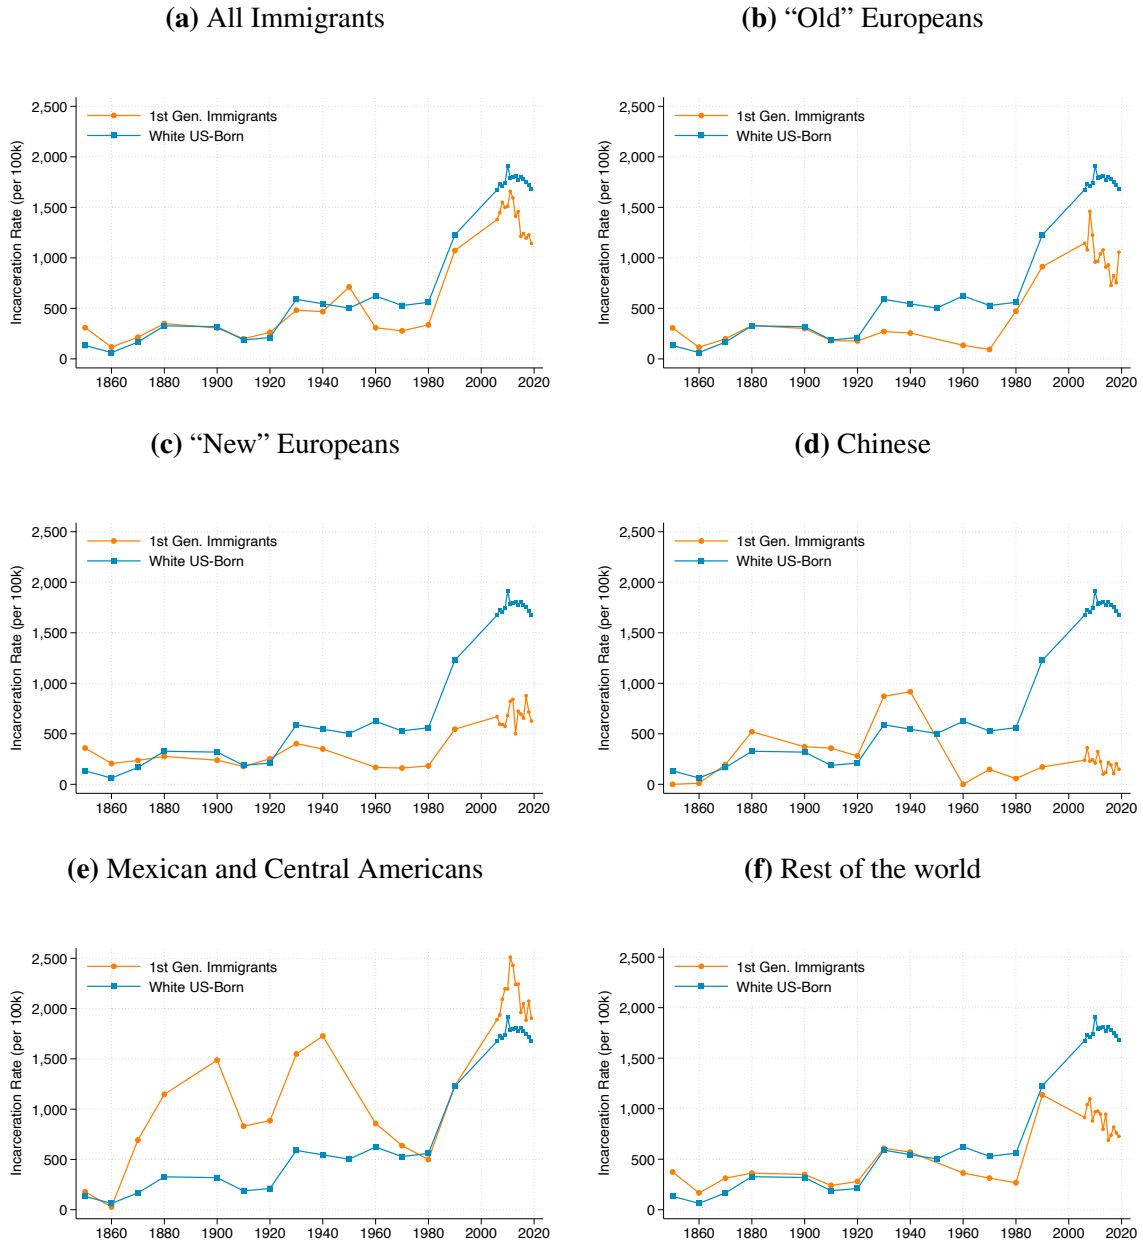 (a) All Immigrants
2,500
2,000
1,500
1,000
500
0
Incarceration Rate (per 100k)
1st Gen. Immigrants
White US-Born
1860 1880 1900 1920 1940 1960 1980 2000 2020
(b) “Old” Europeans
2,500
2,000
1,500
1,000
500
0
Incarceration Rate (per 100k)
1st Gen. Immigrants
White US-Born
1860 1880 1900 1920 1940 1960 1980 2000 2020
(c) “New” Europeans
2,500
2,000
1,500
1,000
500
0
Incarceration Rate (per 100k)
1st Gen. Immigrants
White US-Born
1860 1880 1900 1920 1940 1960 1980 2000 2020
(d) Chinese
2,500
2,000
1,500
1,000
500
0
Incarceration Rate (per 100k)
1st Gen. Immigrants
White US-Born
1860 1880 1900 1920 1940 1960 1980 2000 2020
(e) Mexican and Central Americans
2,500
2,000
1,500
1,000
500
0
Incarceration Rate (per 100k)
1st Gen. Immigrants
White US-Born
1860 1880 1900 1920 1940 1960 1980 2000 2020
(f) Rest of the world
2,500
2,000
1,500
1,000
500
0
Incarceration Rate (per 100k)
1st Gen. Immigrants
White US-Born
1860 1880 1900 1920 1940 1960 1980 2000 2020